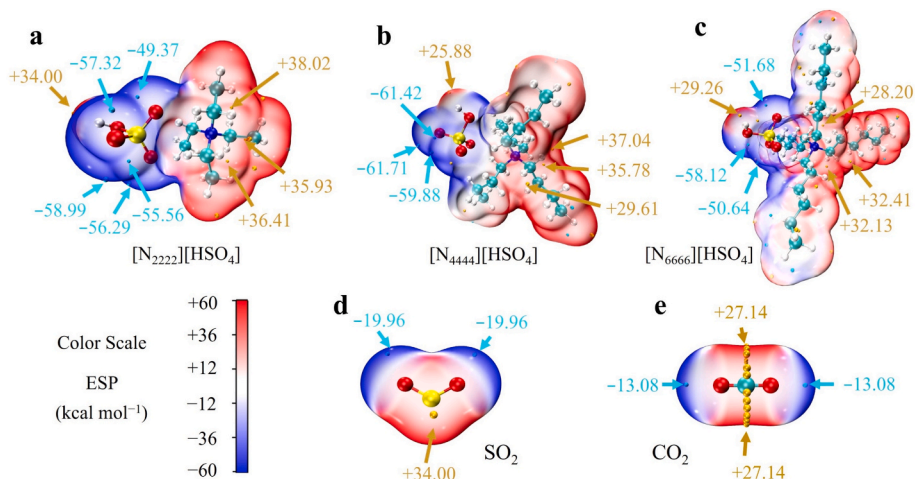 a
−57.32
−49.37
+34.00
+38.02
−58.99
−56.29
−55.56
+35.93
+36.41
[N2222][HSO4]
b
+25.88
−61.42
−61.71
−59.88
+37.04
+35.78
+29.61
[N4444][HSO4]
c
−51.68
+29.26
+28.20
−58.12
−50.64
+32.41
+32.13
[N6666][HSO4]
Color Scale
ESP
(kcal mol⁻¹)
+60
+36
+12
−12
−36
−60
d
−19.96
−19.96
+34.00
SO2
e
+27.14
−13.08
−13.08
+27.14
CO2